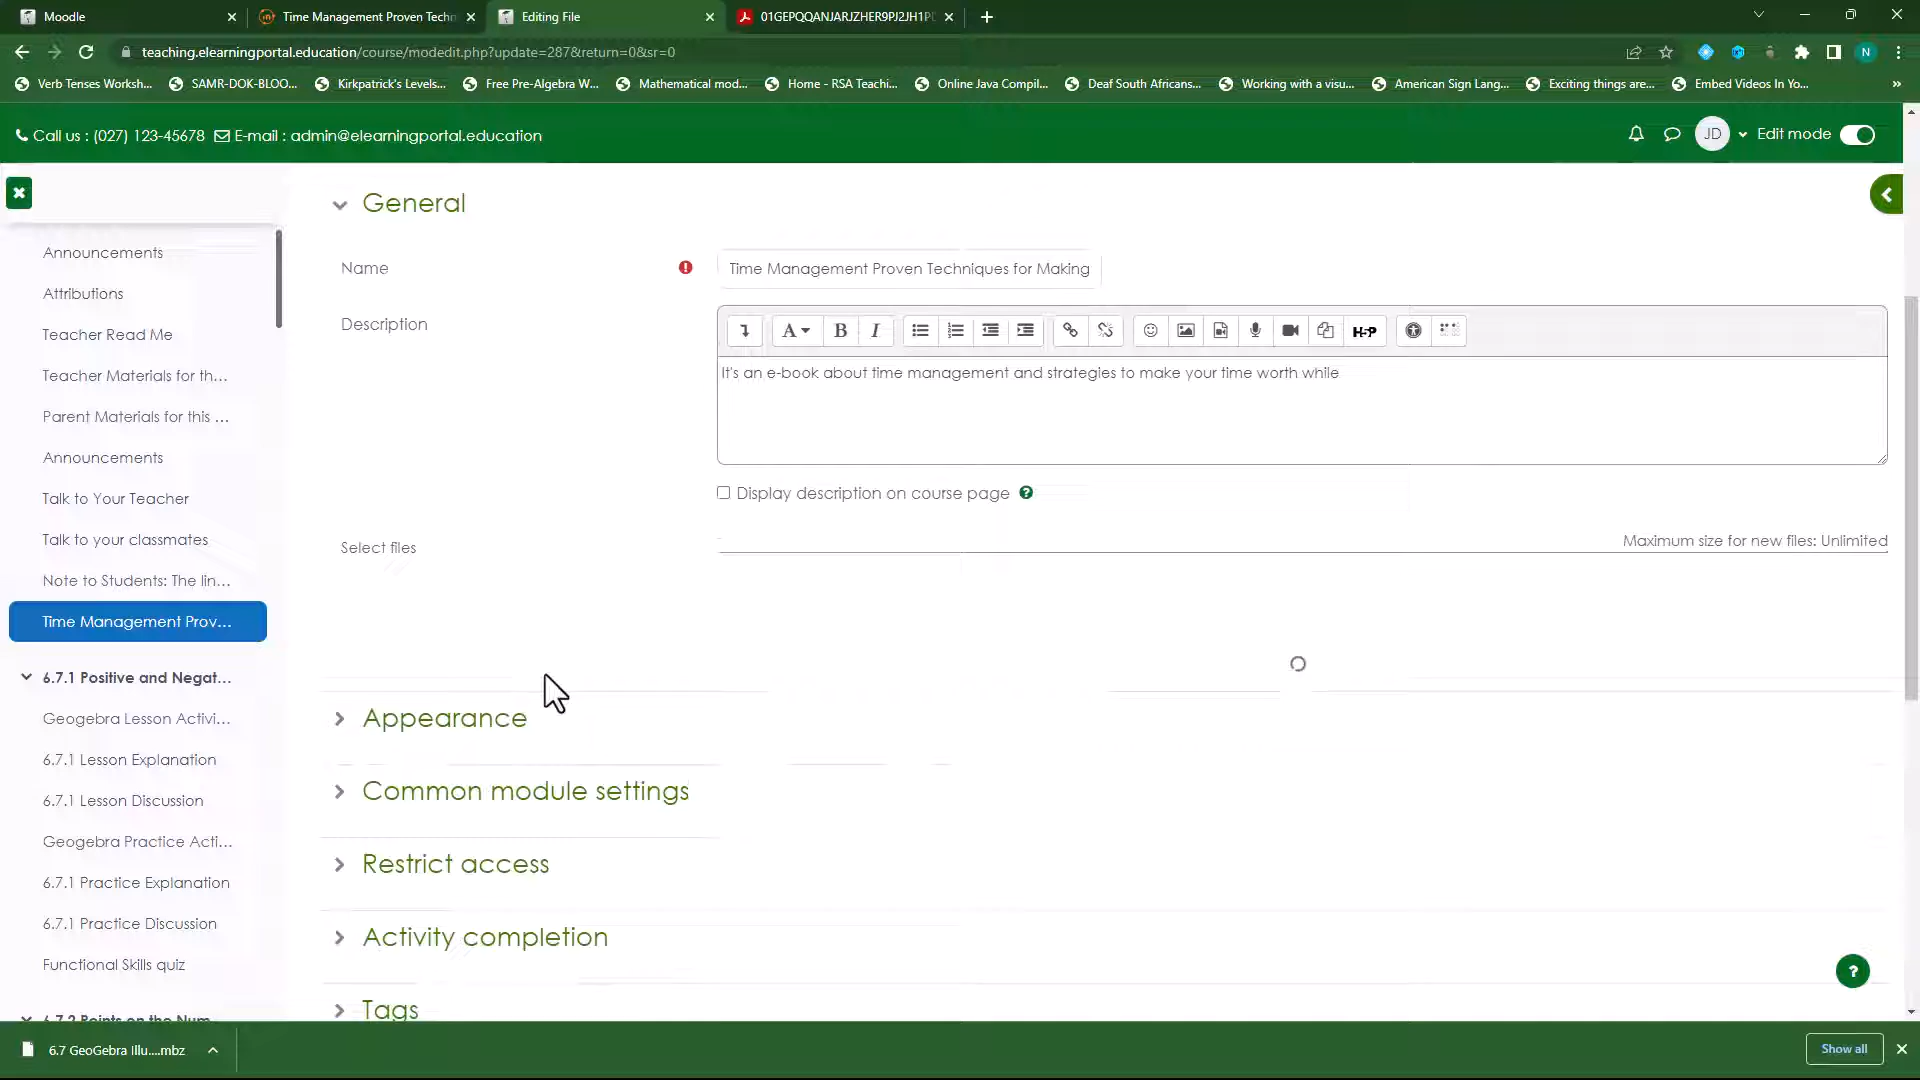 Moodle
Time Management Proven Techn
Editing File
01GEPQQANJARJZHER9PJ2JH1P
teaching.elearningportal.education/course/modedit.php?update=287&return=0&sr=0
N
Verb Tenses Worksh...
SAMR-DOK-BLOO...
Kirkpatrick's Levels...
Free Pre-Algebra W...
Mathematical mod...
Home - RSA Teachi...
Online Java Compil...
Deaf South Africans...
Working with a visu...
American Sign Lang...
Exciting things are...
Embed Videos In Yo...
»
Call us : (027) 123-45678 E-mail : admin@elearningportal.education
JD
Edit mode
Announcements
Attributions
Teacher Read Me
Teacher Materials for th...
Parent Materials for this ...
Announcements
Talk to Your Teacher
Talk to your classmates
Note to Students: The lin...
Time Management Prov...
6.7.1 Positive and Negat...
Geogebra Lesson Activi...
6.7.1 Lesson Explanation
6.7.1 Lesson Discussion
Geogebra Practice Acti...
6.7.1 Practice Explanation
6.7.1 Practice Discussion
Functional Skills quiz
6.7.2 Points on the Num...
General
Name
Time Management Proven Techniques for Making
Description
A
B
I
H5P
It's an e-book about time management and strategies to make your time worth while
Display description on course page
Select files
Maximum size for new files: Unlimited
Appearance
Common module settings
Restrict access
Activity completion
Tags
?
6.7 GeoGebra Illu....mbz
Show all